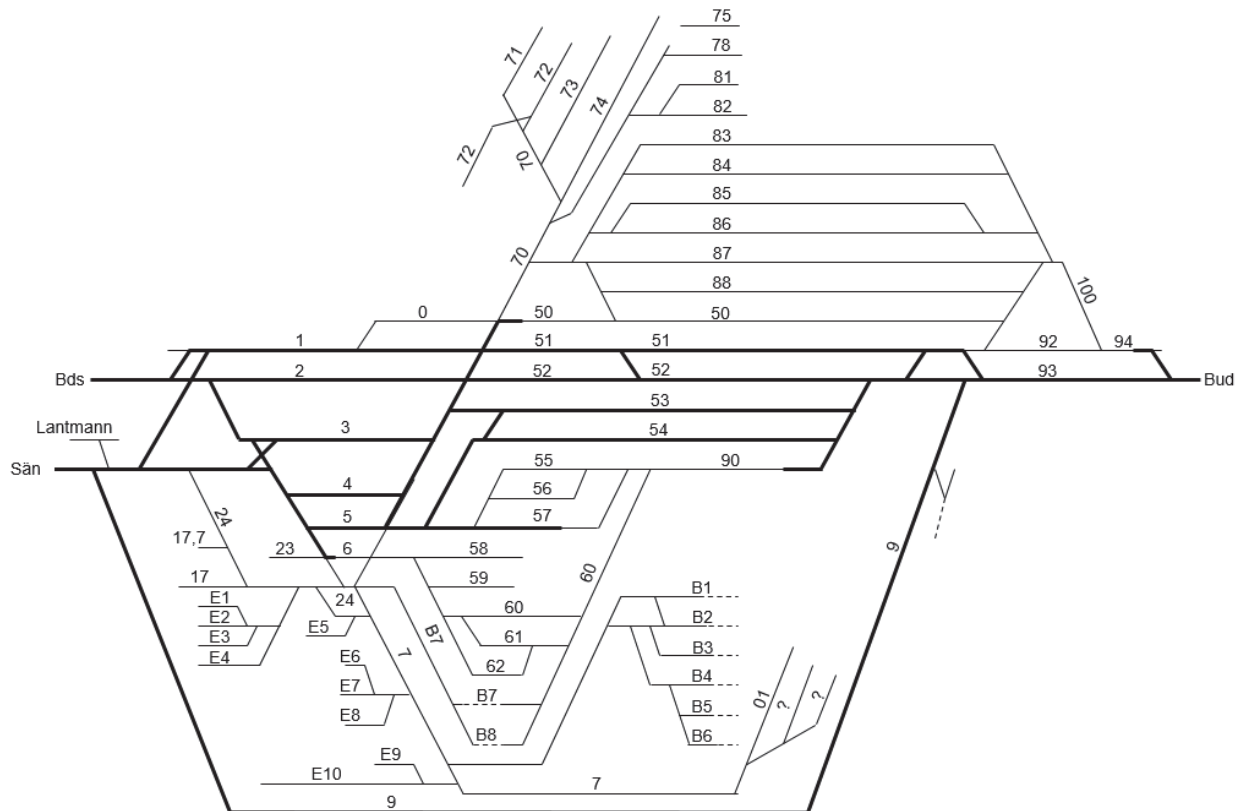 75
71
72
73
74
78
81
82
72
70
83
84
85
86
70
87
88
100
0
50
50
1
51
51
92
94
Bds
2
52
52
93
Bud
53
Lantmann
3
54
Sän
55
90
4
56
24
5
57
17,7
23
6
58
9
17
59
60
E1
24
60
B1
E2
E5
B7
61
B2
E3
7
B3
E4
E6
62
B4
E7
B7
01
?
?
E8
B5
B8
B6
E9
E10
7
9